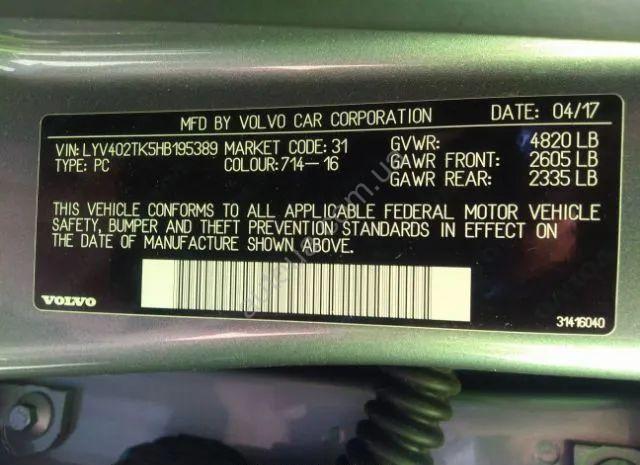 MFD BY VOLVO CAR CORPORATION DATE: 04/17
VIN: LYV402TK5HB195389 MARKET CODE: 31 GVWR: 4820 LB
TYPE: PC COLOUR: 714-16 GAWR FRONT: 2605 LB
GAWR REAR: 2335 LB
THIS VEHICLE CONFORMS TO ALL APPLICABLE FEDERAL MOTOR VEHICLE
SAFETY, BUMPER AND THEFT PREVENTION STANDARDS IN EFFECT ON
THE DATE OF MANUFACTURE SHOWN ABOVE.
VOLVO
31416040